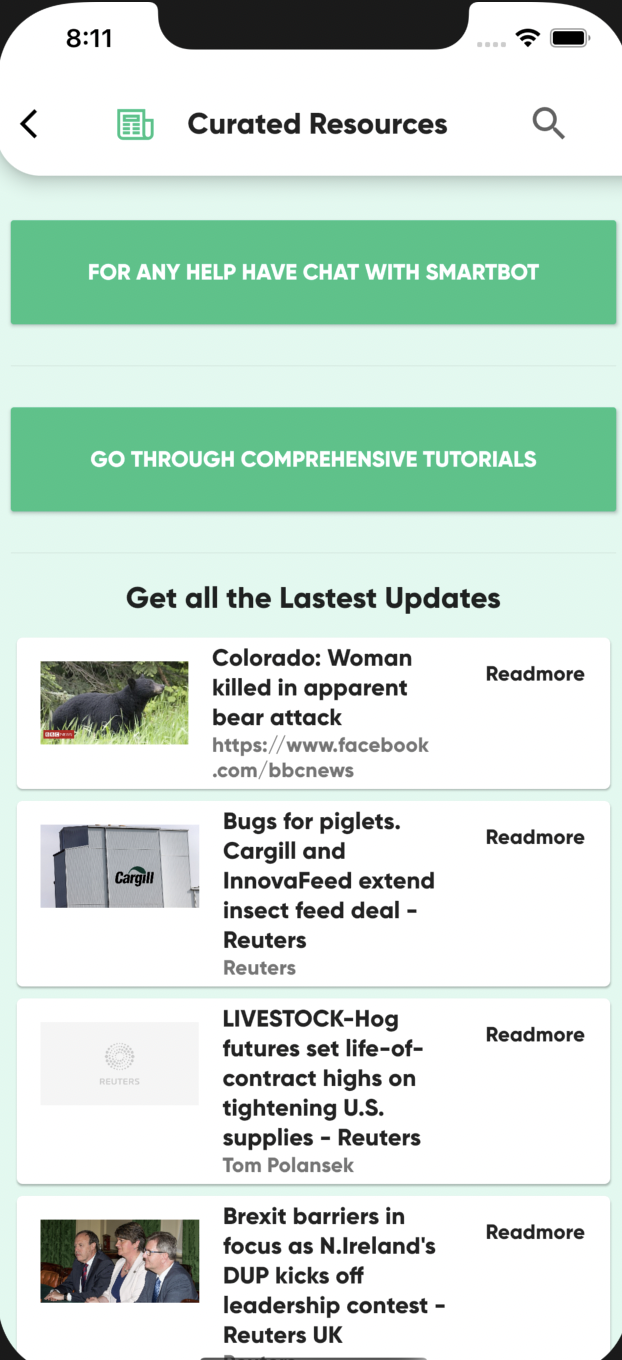 8:11
Curated Resources
FOR ANY HELP HAVE CHAT WITH SMARTBOT
GO THROUGH COMPREHENSIVE TUTORIALS
Get all the Lastest Updates
BBC NEWS
Colorado: Woman
killed in apparent
bear attack
https://www.facebook
.com/bbcnews
Readmore
Cargill
Bugs for piglets.
Cargill and
InnovaFeed extend
insect feed deal -
Reuters
Reuters
Readmore
REUTERS
LIVESTOCK-Hog
futures set life-of-
contract highs on
tightening U.S.
supplies - Reuters
Tom Polansek
Readmore
Brexit barriers in
focus as N.Ireland's
DUP kicks off
leadership contest -
Reuters UK
Readmore